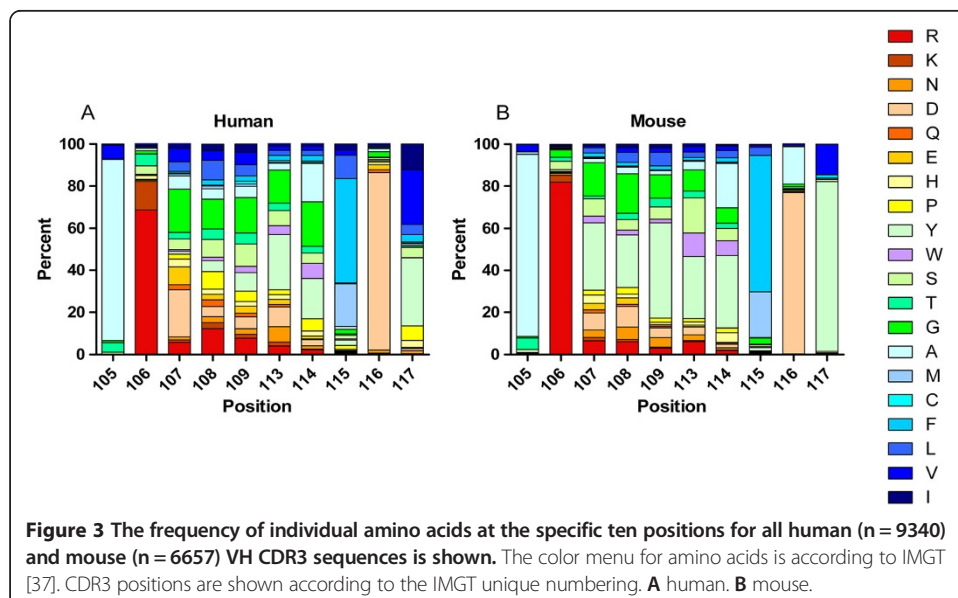 A
Human
100
80
60
40
20
0
Percent
105 106 107 108 109 113 114 115 116 117
Position
B
Mouse
100
80
60
40
20
0
Percent
105 106 107 108 109 113 114 115 116 117
Position
R
K
N
D
Q
E
H
P
Y
W
S
T
G
A
M
C
F
L
V
I
Figure 3 The frequency of individual amino acids at the specific ten positions for all human (n = 9340)
and mouse (n = 6657) VH CDR3 sequences is shown. The color menu for amino acids is according to IMGT
[37]. CDR3 positions are shown according to the IMGT unique numbering. A human. B mouse.